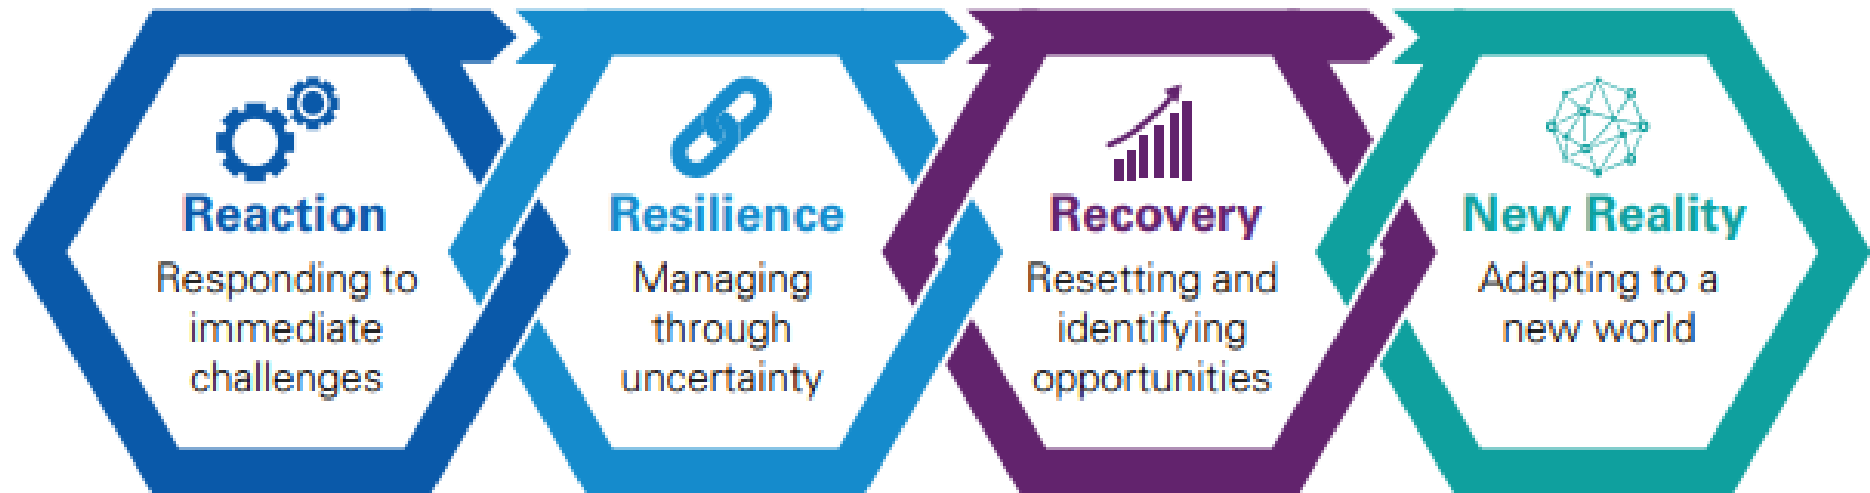 Reaction
Responding to
immediate
challenges
Resilience
Managing
through
uncertainty
Recovery
Resetting and
identifying
opportunities
New Reality
Adapting to a
new world